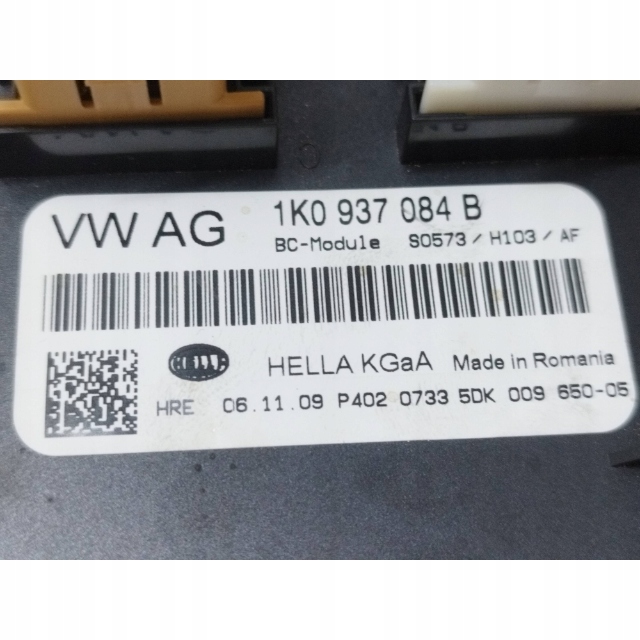 VW AG
1K0 937 084 B
BC-Module S0573 / H103 / AF
HELLA
HELLA KGaA Made in Romania
HRE 06.11.09 P402 0733 5DK 009 650-05